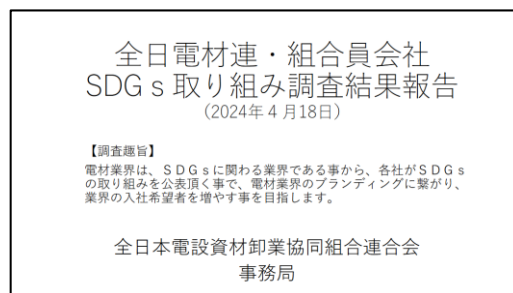 全日電材連・組合員会社
SDGｓ取り組み調査結果報告
（2024年４月18日）
【調査趣旨】
電材業界は、ＳＤＧｓに関わる業界である事から、各社がＳＤＧｓ
の取り組みを公表頂く事で、電材業界のブランディングに繋がり、
業界の入社希望者を増やす事を目指します。
全日本電設資材卸業協同組合連合会
事務局